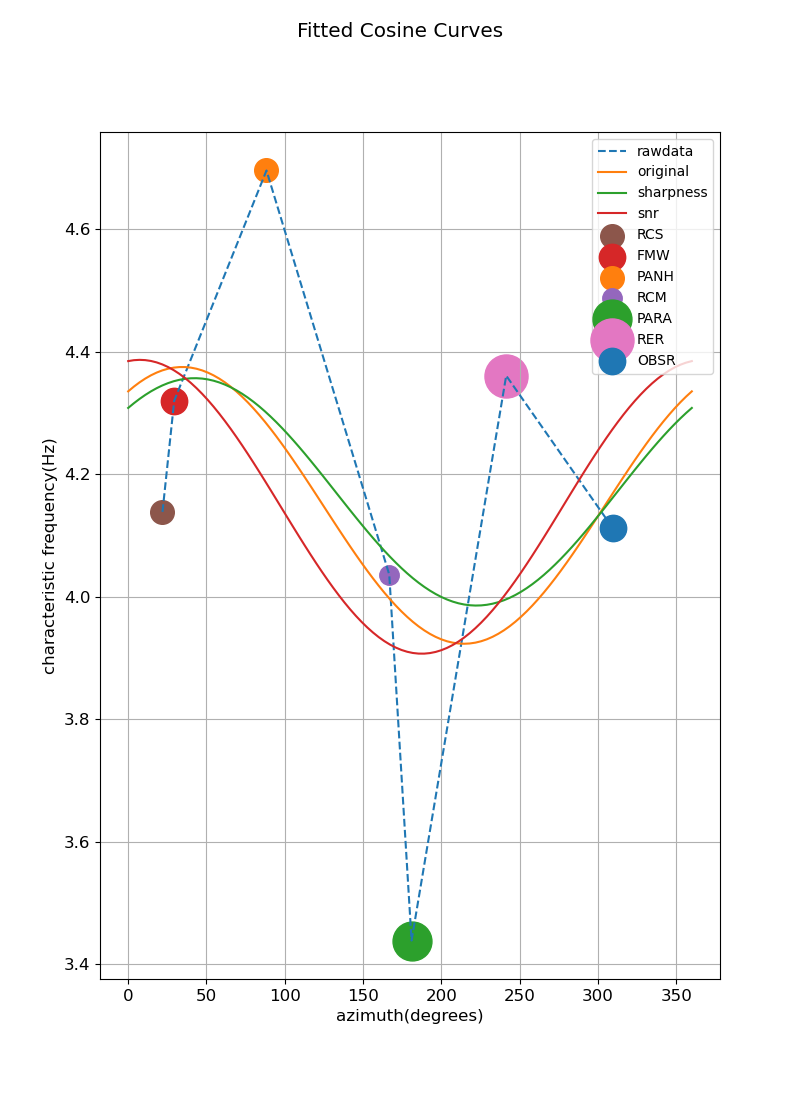 Fitted Cosine Curves
rawdata
original
sharpness
snr
RCS
FMW
PANH
RCM
PARA
RER
OBSR
4.6
4.4
4.2
4.0
3.8
3.6
3.4
characteristic frequency(Hz)
0 50 100 150 200 250 300 350
azimuth(degrees)